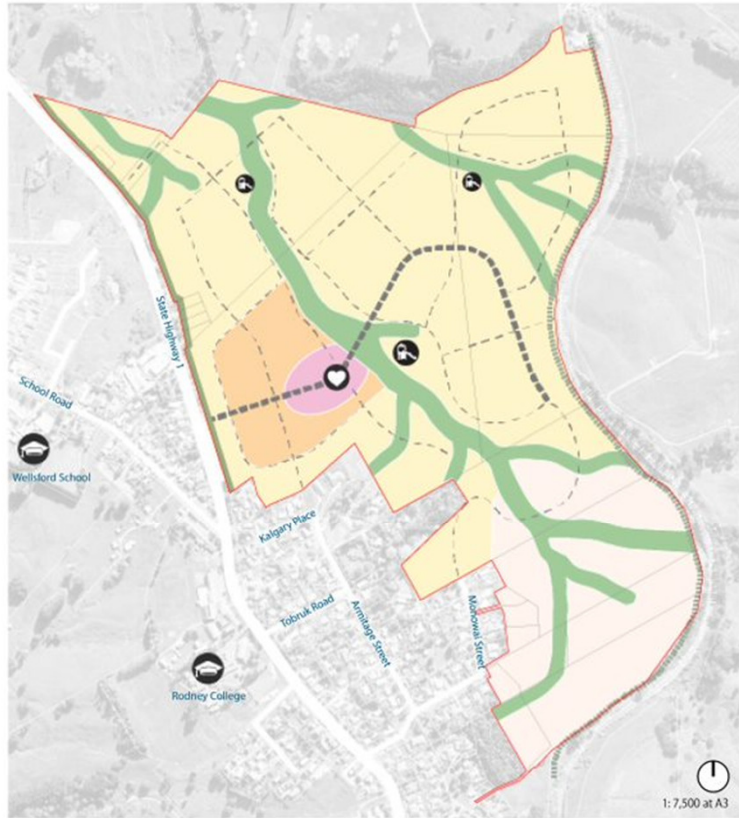 State Highway 1
School Road
Wellsford School
Kalgary Place
Tobruk Road
Armitage Street
Monowai Street
Rodney College
1: 7,500 at A3